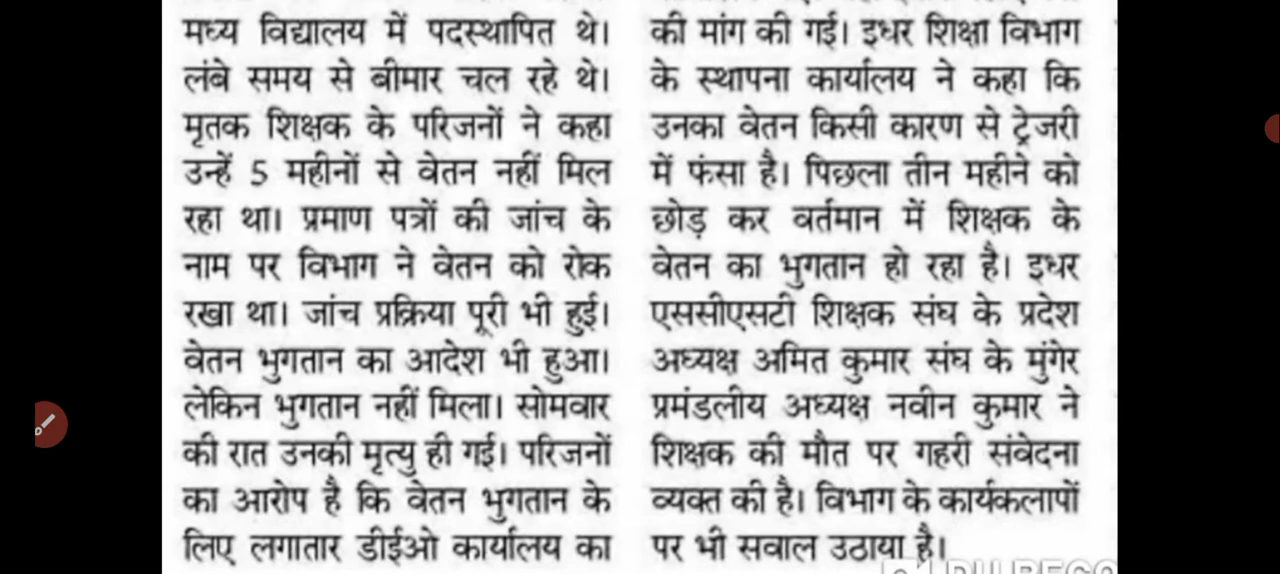 मध्य विद्यालय में पदस्थापित थे।
लंबे समय से बीमार चल रहे थे।
मृतक शिक्षक के परिजनों ने कहा
उन्हें 5 महीनों से वेतन नहीं मिल
रहा था। प्रमाण पत्रों की जांच के
नाम पर विभाग ने वेतन को रोक
रखा था। जांच प्रक्रिया पूरी भी हुई।
वेतन भुगतान का आदेश भी हुआ।
लेकिन भुगतान नहीं मिला। सोमवार
की रात उनकी मृत्यु ही गई। परिजनों
का आरोप है कि वेतन भुगतान के
लिए लगातार डीईओ कार्यालय का
की मांग की गई। इधर शिक्षा विभाग
के स्थापना कार्यालय ने कहा कि
उनका वेतन किसी कारण से ट्रेजरी
में फंसा है। पिछला तीन महीने को
छोड़ कर वर्तमान में शिक्षक के
वेतन का भुगतान हो रहा है। इधर
एससीएसटी शिक्षक संघ के प्रदेश
अध्यक्ष अमित कुमार संघ के मुंगेर
प्रमंडलीय अध्यक्ष नवीन कुमार ने
शिक्षक की मौत पर गहरी संवेदना
व्यक्त की है। विभाग के कार्यकलापों
पर भी सवाल उठाया है।